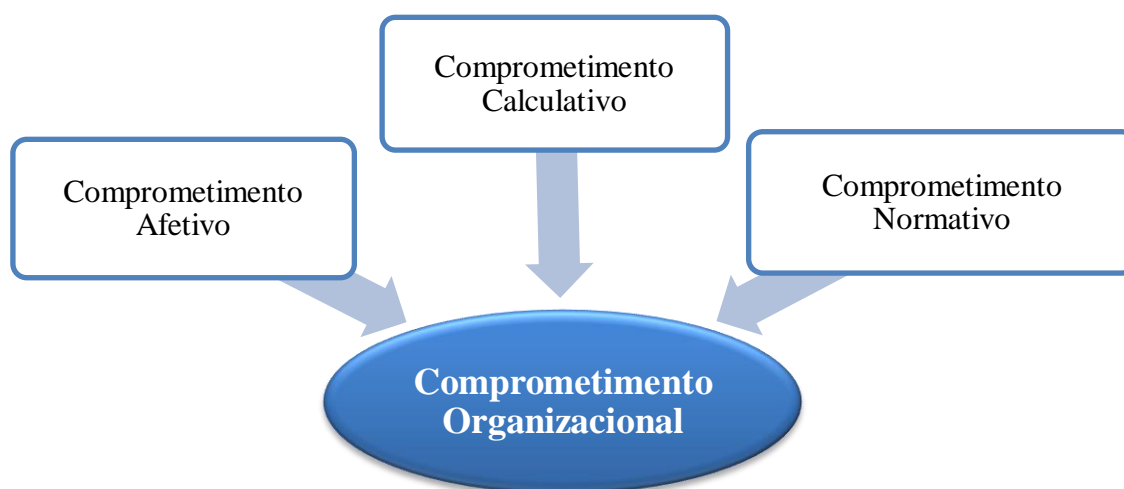 Comprometimento
Calculativo
Comprometimento
Afetivo
Comprometimento
Normativo
Comprometimento
Organizacional